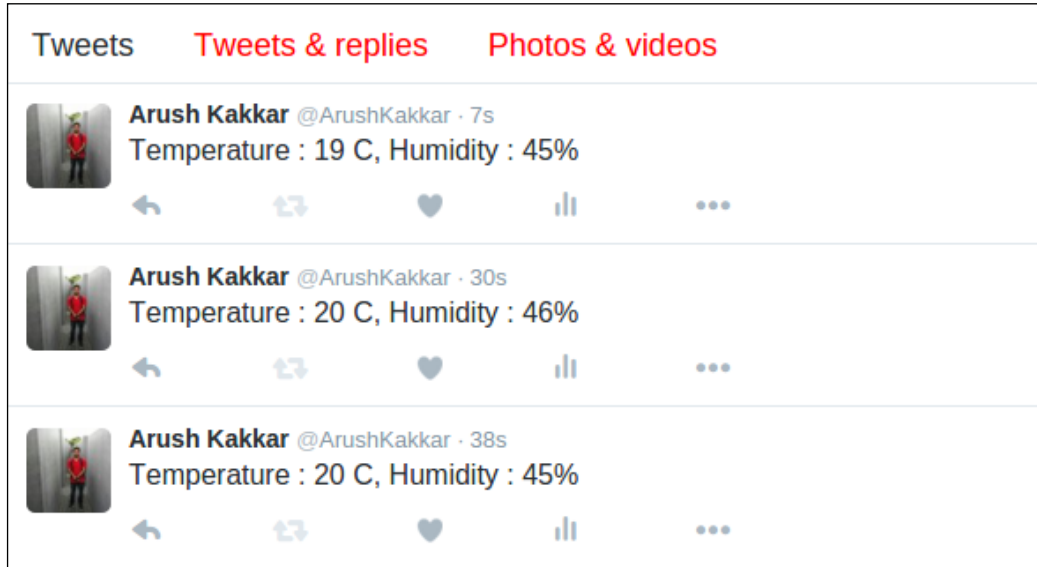 Tweets Tweets & replies Photos & videos
Arush Kakkar @ArushKakkar · 7s
Temperature : 19 C, Humidity : 45%
Arush Kakkar @ArushKakkar · 30s
Temperature : 20 C, Humidity : 46%
Arush Kakkar @ArushKakkar · 38s
Temperature : 20 C, Humidity : 45%